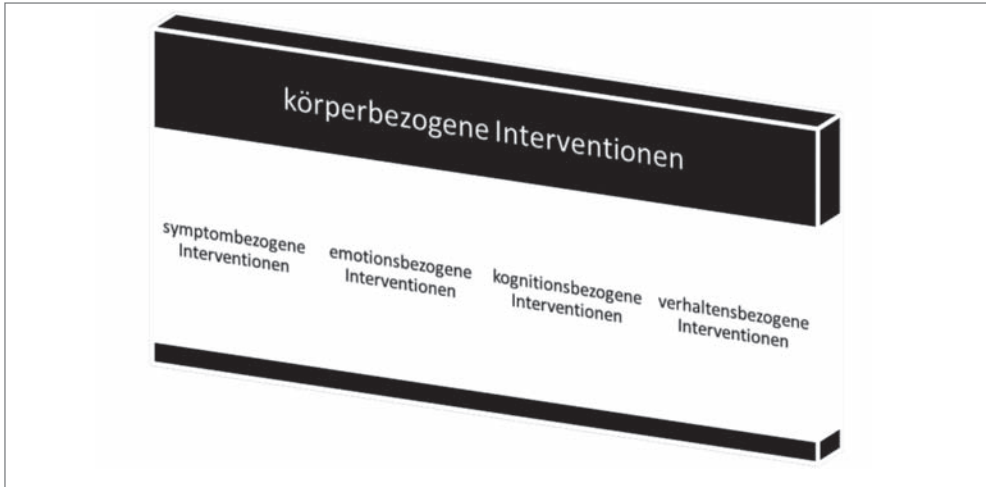 körperbezogene Interventionen
symptombezogene
Interventionen
emotionsbezogene
Interventionen
kognitionsbezogene
Interventionen
verhaltensbezogene
Interventionen